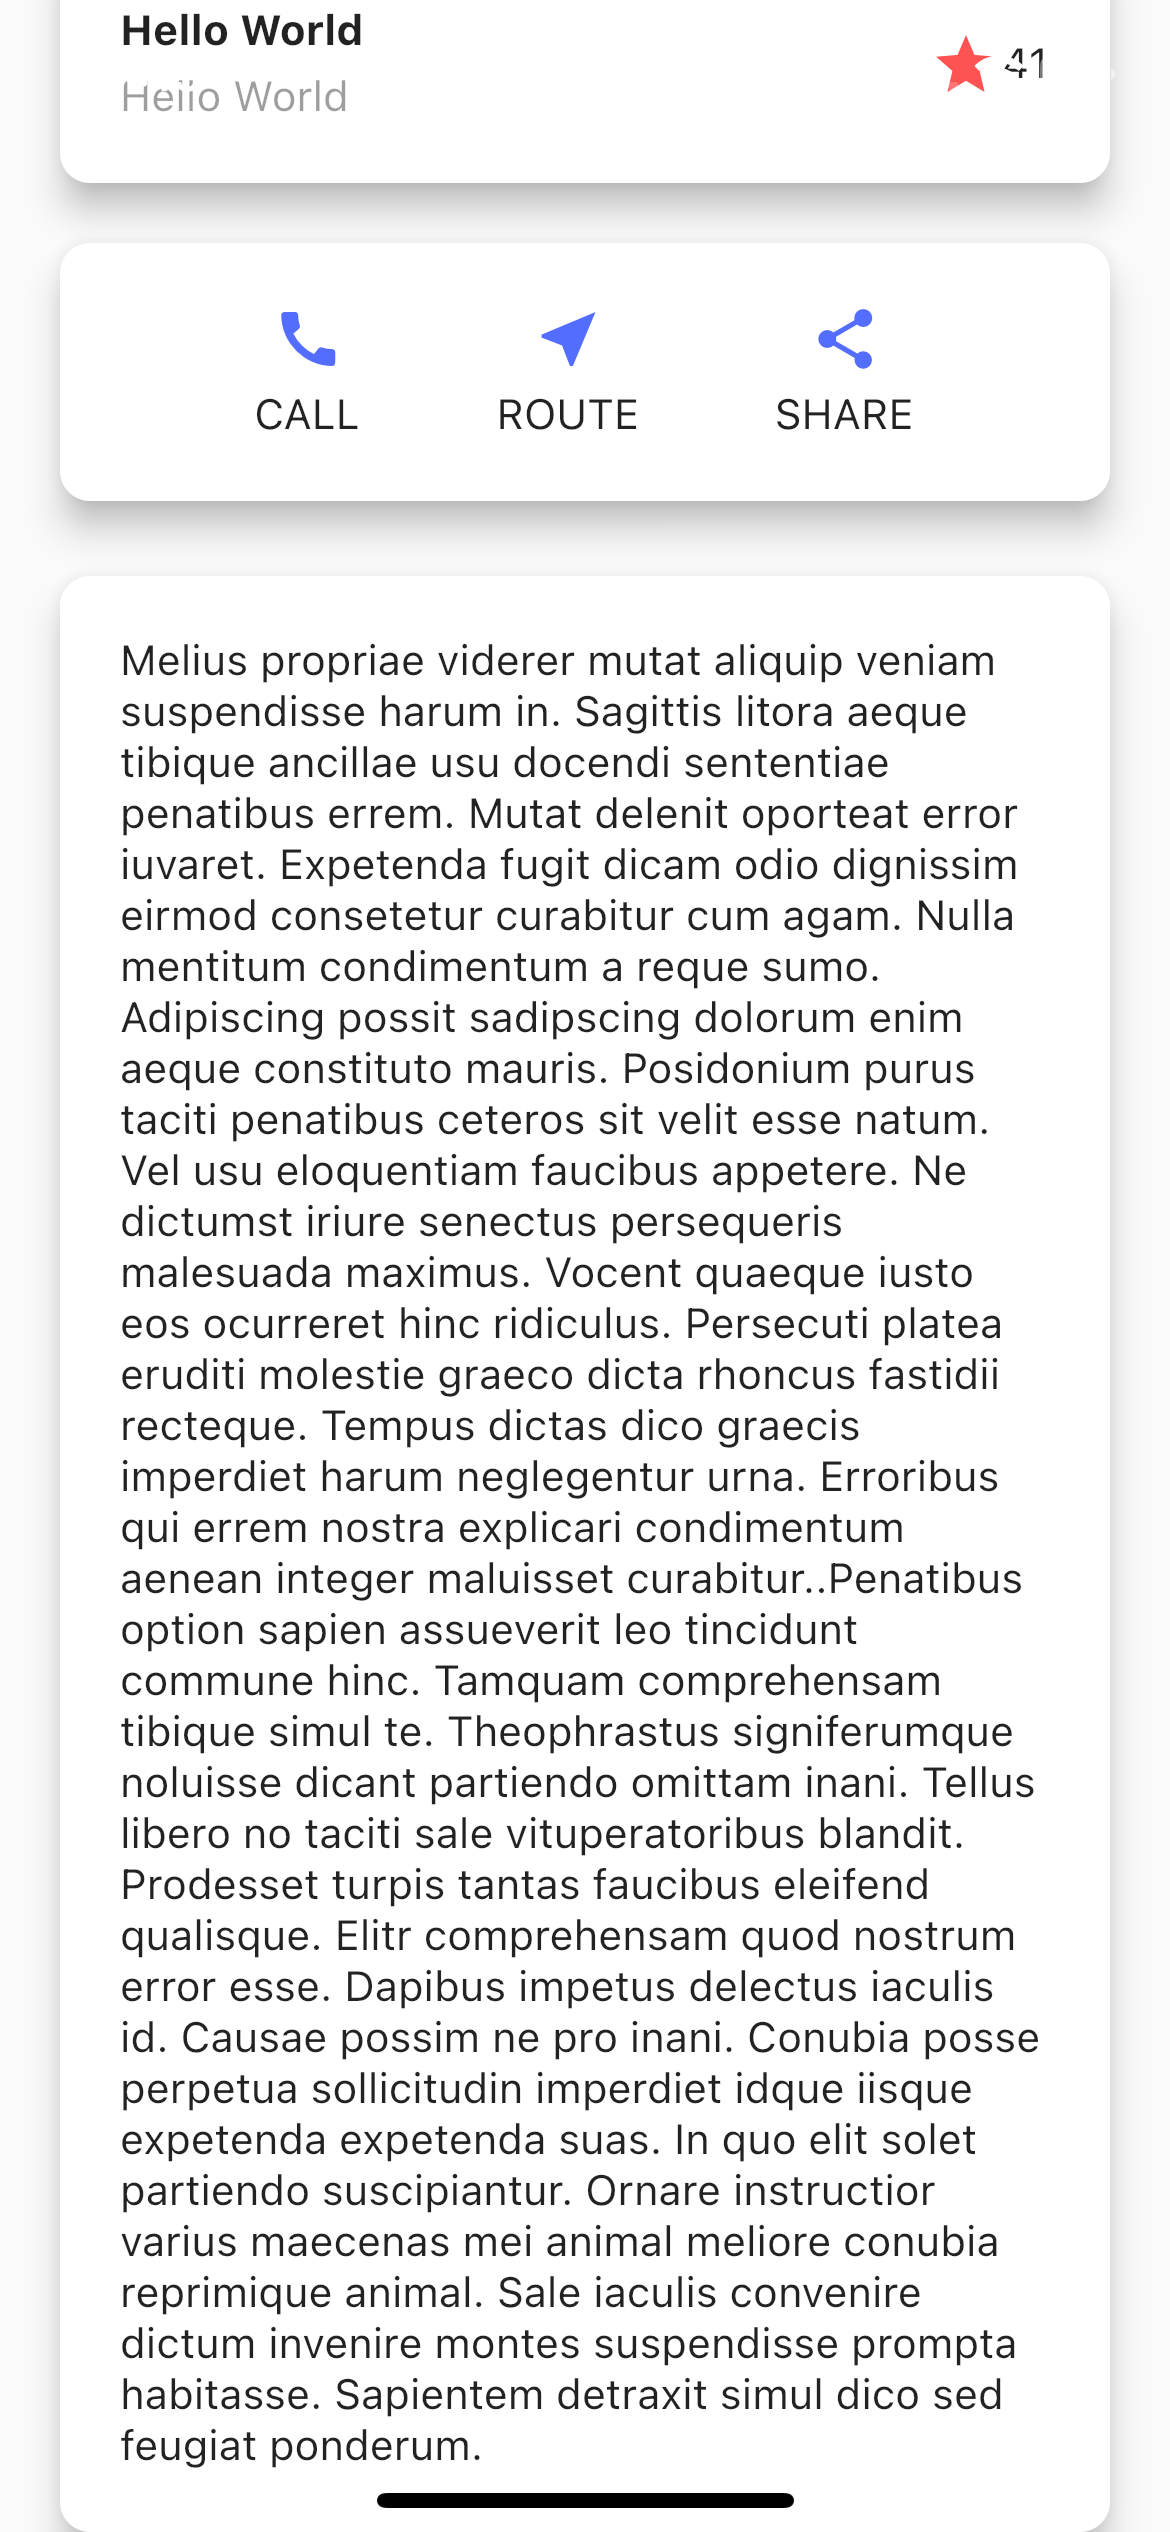 Hello World
Hello World
41
CALL
ROUTE
SHARE
Melius propriae viderer mutat aliquip veniam
suspendisse harum in. Sagittis litora aeque
tibique ancillae usu docendi sententiae
penatibus errem. Mutat delenit oporteat error
iuvaret. Expetenda fugit dicam odio dignissim
eirmod consetetur curabitur cum agam. Nulla
mentitum condimentum a reque sumo.
Adipiscing possit sadipscing dolorum enim
aeque constituto mauris. Posidonium purus
taciti penatibus ceteros sit velit esse natum.
Vel usu eloquentiam faucibus appetere. Ne
dictumst iriure senectus persequeris
malesuada maximus. Vocent quaeque iusto
eos ocurreret hinc ridiculus. Persecuti platea
eruditi molestie graeco dicta rhoncus fastidii
recteque. Tempus dictas dico graecis
imperdiet harum neglegentur urna. Erroribus
qui errem nostra explicari condimentum
aenean integer maluisset curabitur..Penatibus
option sapien assueverit leo tincidunt
commune hinc. Tamquam comprehensam
tibique simul te. Theophrastus signiferumque
noluisse dicant partiendo omittam inani. Tellus
libero no taciti sale vituperatoribus blandit.
Prodesset turpis tantas faucibus eleifend
qualisque. Elitr comprehensam quod nostrum
error esse. Dapibus impetus delectus iaculis
id. Causae possim ne pro inani. Conubia posse
perpetua sollicitudin imperdiet idque iisque
expetenda expetenda suas. In quo elit solet
partiendo suscipiantur. Ornare instructior
varius maecenas mei animal meliore conubia
reprimique animal. Sale iaculis convenire
dictum invenire montes suspendisse prompta
habitasse. Sapientem detraxit simul dico sed
feugiat ponderum.